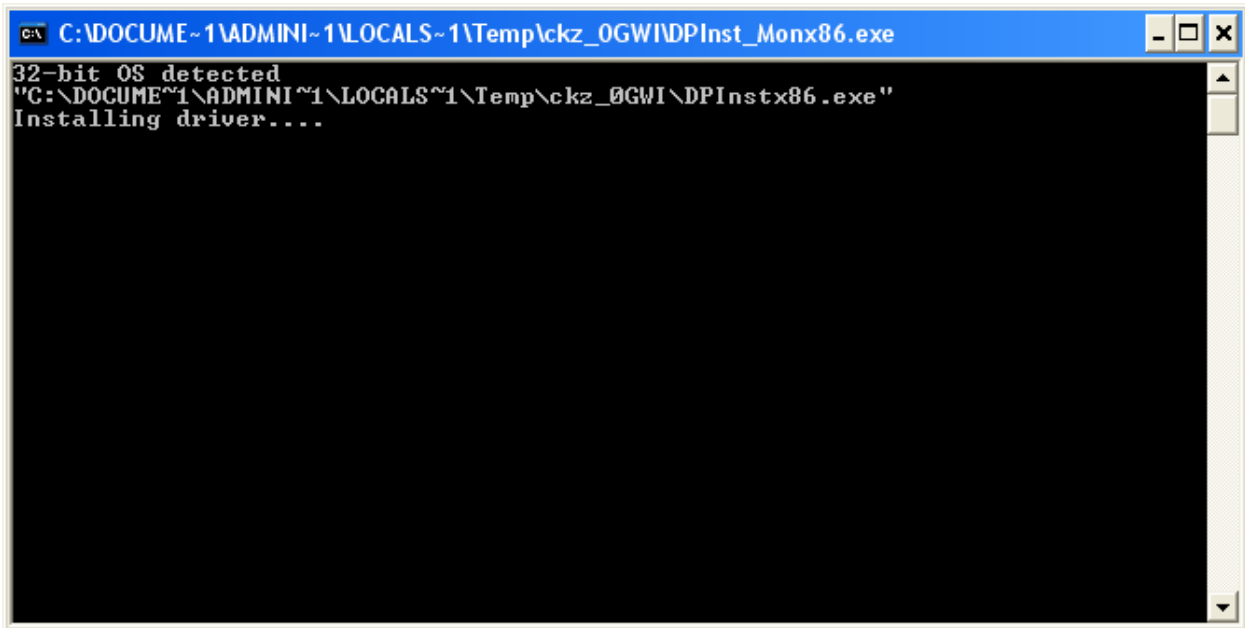 C:\DOCUME~1\ADMINI~1\LOCALS~1\Temp\ckz_0GWI\DPInst_Monx86.exe
32-bit OS detected
"C:\DOCUME~1\ADMINI~1\LOCALS~1\Temp\ckz_0GWI\DPInstx86.exe"
Installing driver....